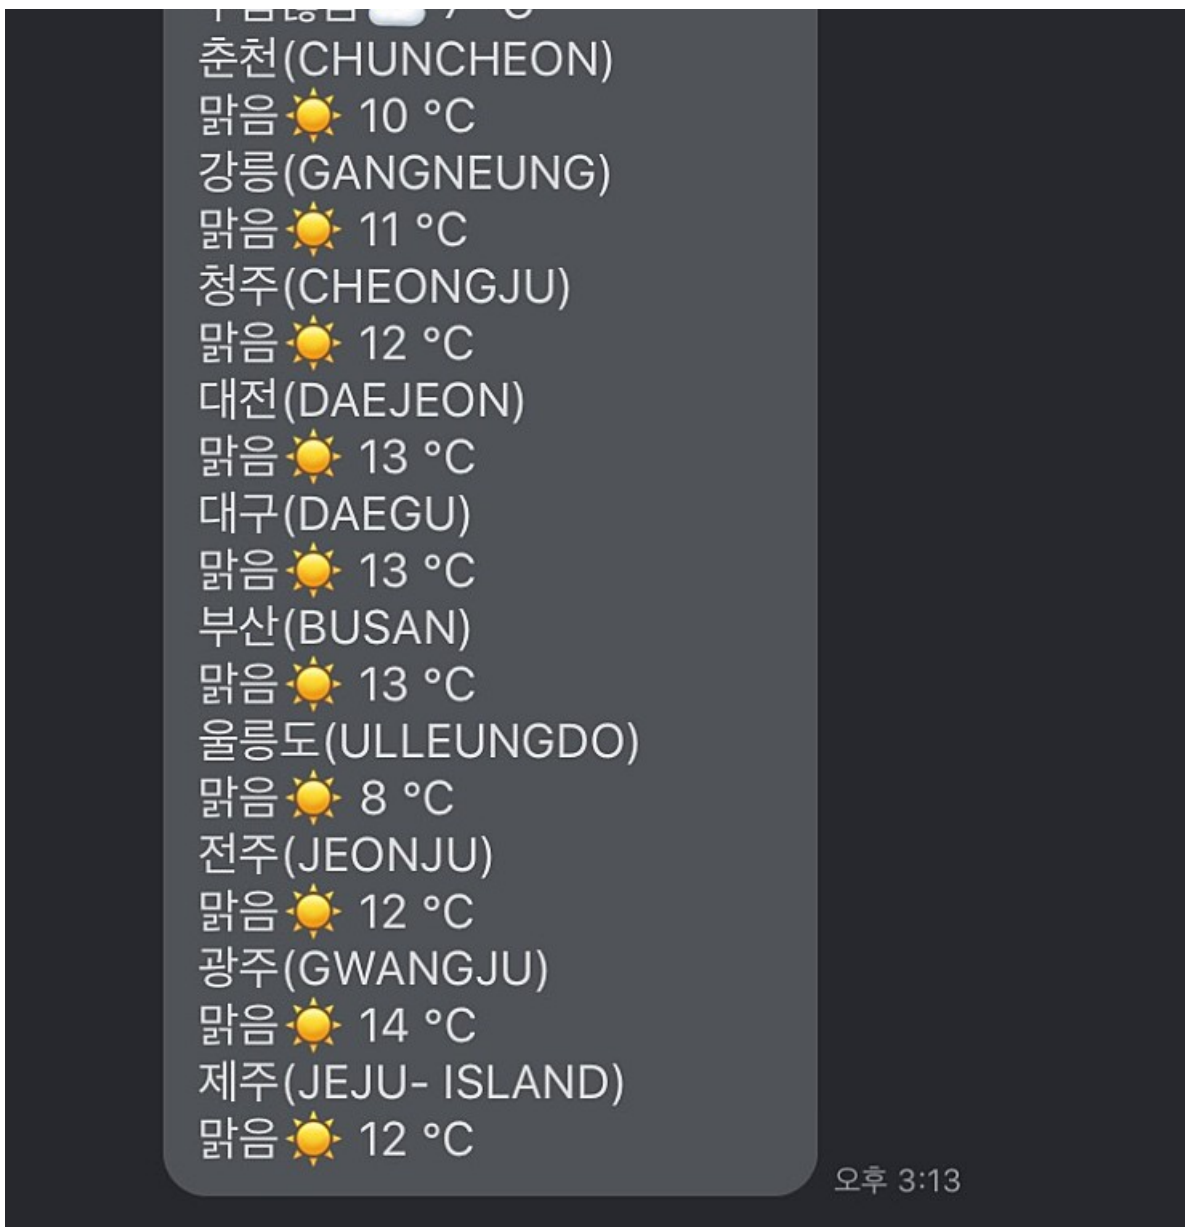 춘천(CHUNCHEON)
맑음☀️ 10 °C
강릉(GANGNEUNG)
맑음☀️ 11 °C
청주(CHEONGJU)
맑음☀️ 12 °C
대전(DAEJEON)
맑음☀️ 13 °C
대구(DAEGU)
맑음☀️ 13 °C
부산(BUSAN)
맑음☀️ 13 °C
울릉도(ULLEUNGDO)
맑음☀️ 8 °C
전주(JEONJU)
맑음☀️ 12 °C
광주(GWANGJU)
맑음☀️ 14 °C
제주(JEJU- ISLAND)
맑음☀️ 12 °C
오후 3:13